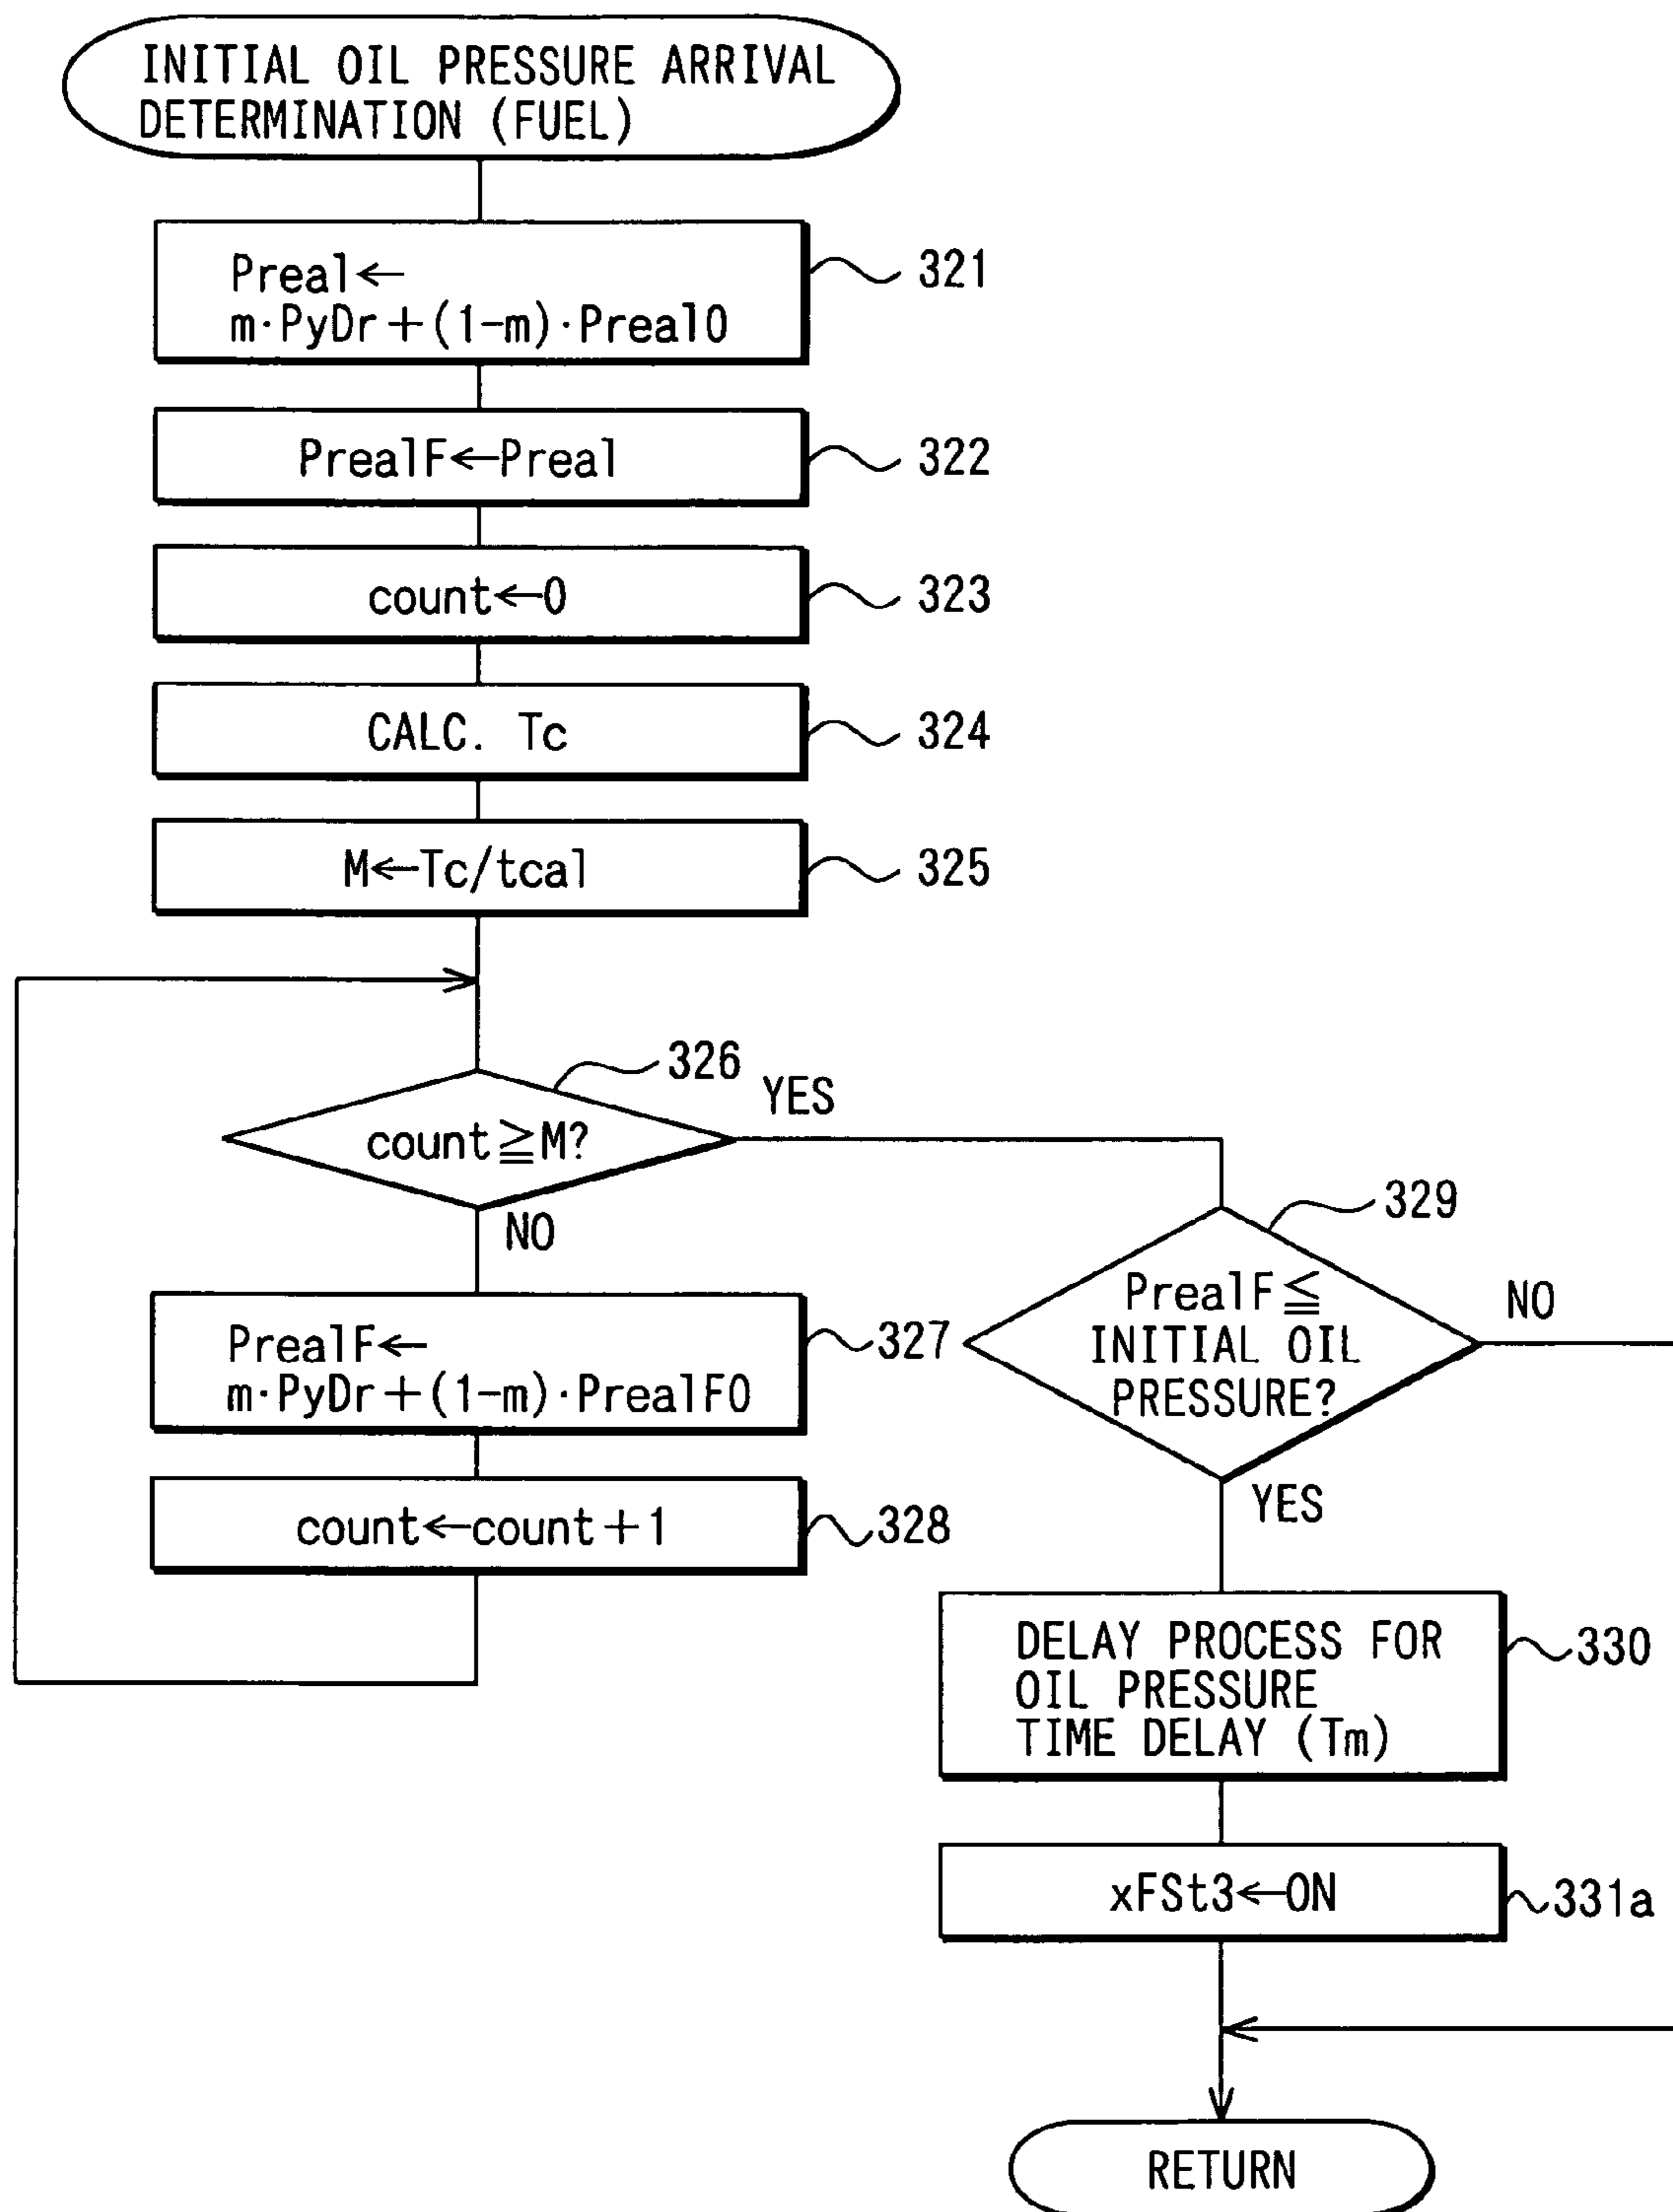 INITIAL OIL PRESSURE ARRIVAL
DETERMINATION (FUEL)
Preal←
m·PyDr+(1-m)·Preal0
321
PrealF←Preal
322
count←0
323
CALC. Tc
324
M←Tc/tcal
325
326
YES
count≧M?
NO
329
PrealF≦
INITIAL OIL
PRESSURE?
NO
YES
PrealF←
m·PyDr+(1-m)·PrealF0
327
count←count+1
328
DELAY PROCESS FOR
OIL PRESSURE
TIME DELAY (Tm)
330
xFSt3←ON
331a
RETURN